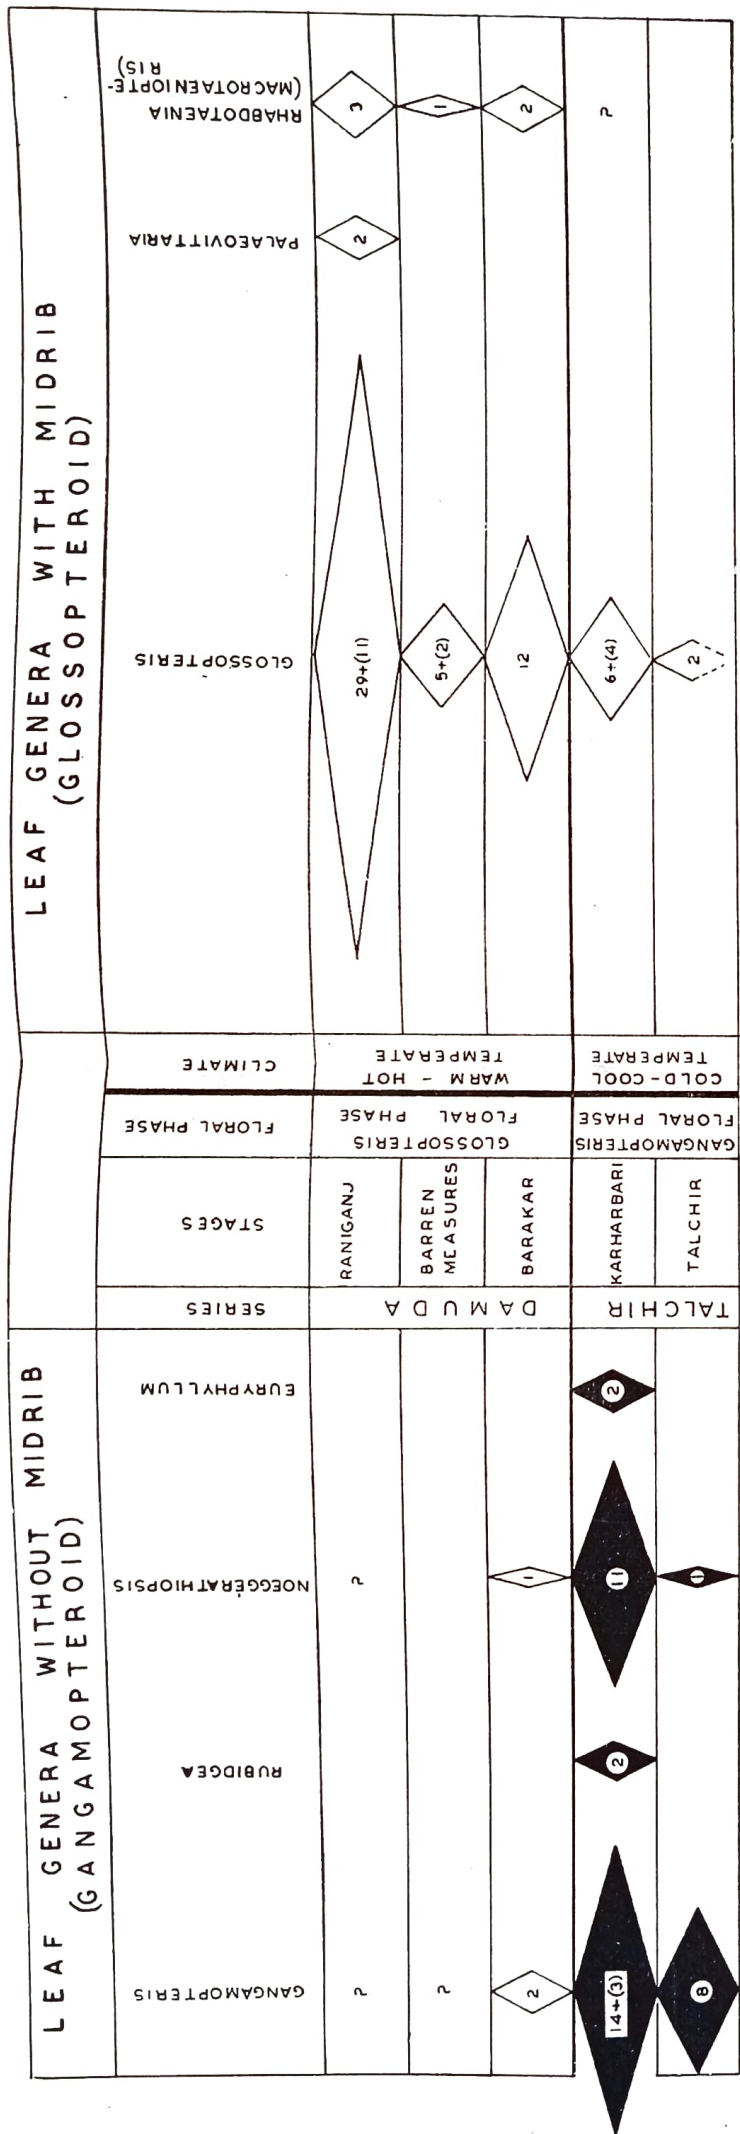 LEAF GENERA WITHOUT MIDRIB
(GANGAMOPTEROID)
LEAF GENERA WITH MIDRIB
(GLOSSOPTEROID)
GANGAMOPTERIS
RUBIDGEA
NOEGGERATHIOPSIS
EURYPHYLLUM
SERIES
STAGES
FLORAL PHASE
CLIMATE
GLOSSOPTERIS
PALAEOVITTARIA
RHABDOTAENIA
(MACROTAENIOPTE-
RIS)
?
?
DAMUDA
RANIGANJ
GLOSSOPTERIS
FLORAL PHASE
WARM - HOT
TEMPERATE
29+(11)
2
3
?
BARREN
MEASURES
5+(2)
1
2
1
BARAKAR
12
2
14+(3)
2
11
2
TALCHIR
KARHARBARI
GANGAMOPTERIS
FLORAL PHASE
COLD-COOL
TEMPERATE
6+(4)
?
8
1
TALCHIR
2